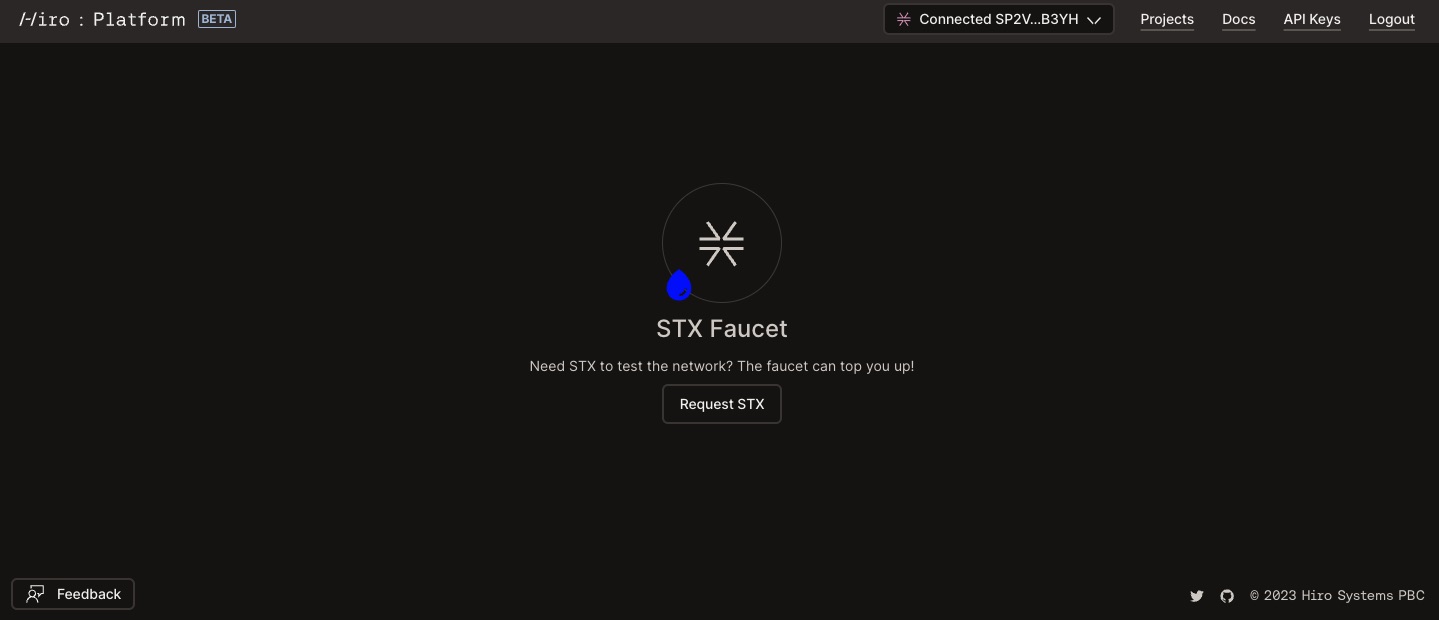 Hiro : Platform BETA
Connected SP2V...B3YH
Projects
Docs
API Keys
Logout
STX Faucet
Need STX to test the network? The faucet can top you up!
Request STX
Feedback
© 2023 Hiro Systems PBC